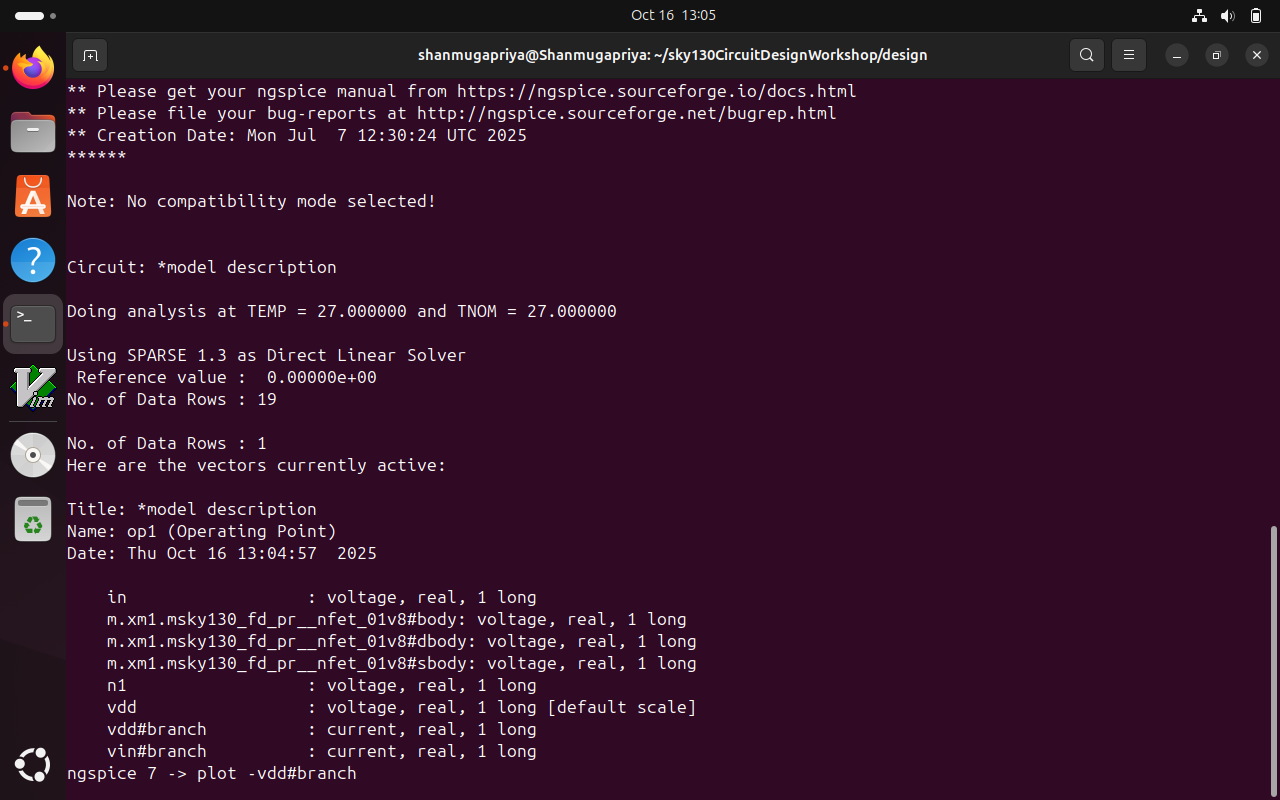 Oct 16 13:05
shanmugapriya@Shanmugapriya: ~/sky130CircuitDesignWorkshop/design
** Please get your ngspice manual from https://ngspice.sourceforge.io/docs.html
** Please file your bug-reports at http://ngspice.sourceforge.net/bugrep.html
** Creation Date: Mon Jul  7 12:30:24 UTC 2025
******
Note: No compatibility mode selected!
Circuit: *model description
Doing analysis at TEMP = 27.000000 and TNOM = 27.000000
Using SPARSE 1.3 as Direct Linear Solver
 Reference value :  0.00000e+00
No. of Data Rows : 19
No. of Data Rows : 1
Here are the vectors currently active:
Title: *model description
Name: op1 (Operating Point)
Date: Thu Oct 16 13:04:57  2025
    in                  : voltage, real, 1 long
    m.xm1.msky130_fd_pr__nfet_01v8#body: voltage, real, 1 long
    m.xm1.msky130_fd_pr__nfet_01v8#dbody: voltage, real, 1 long
    m.xm1.msky130_fd_pr__nfet_01v8#sbody: voltage, real, 1 long
    n1                  : voltage, real, 1 long
    vdd                 : voltage, real, 1 long [default scale]
    vdd#branch          : current, real, 1 long
    vin#branch          : current, real, 1 long
ngspice 7 -> plot -vdd#branch
A
?
>_
Vim